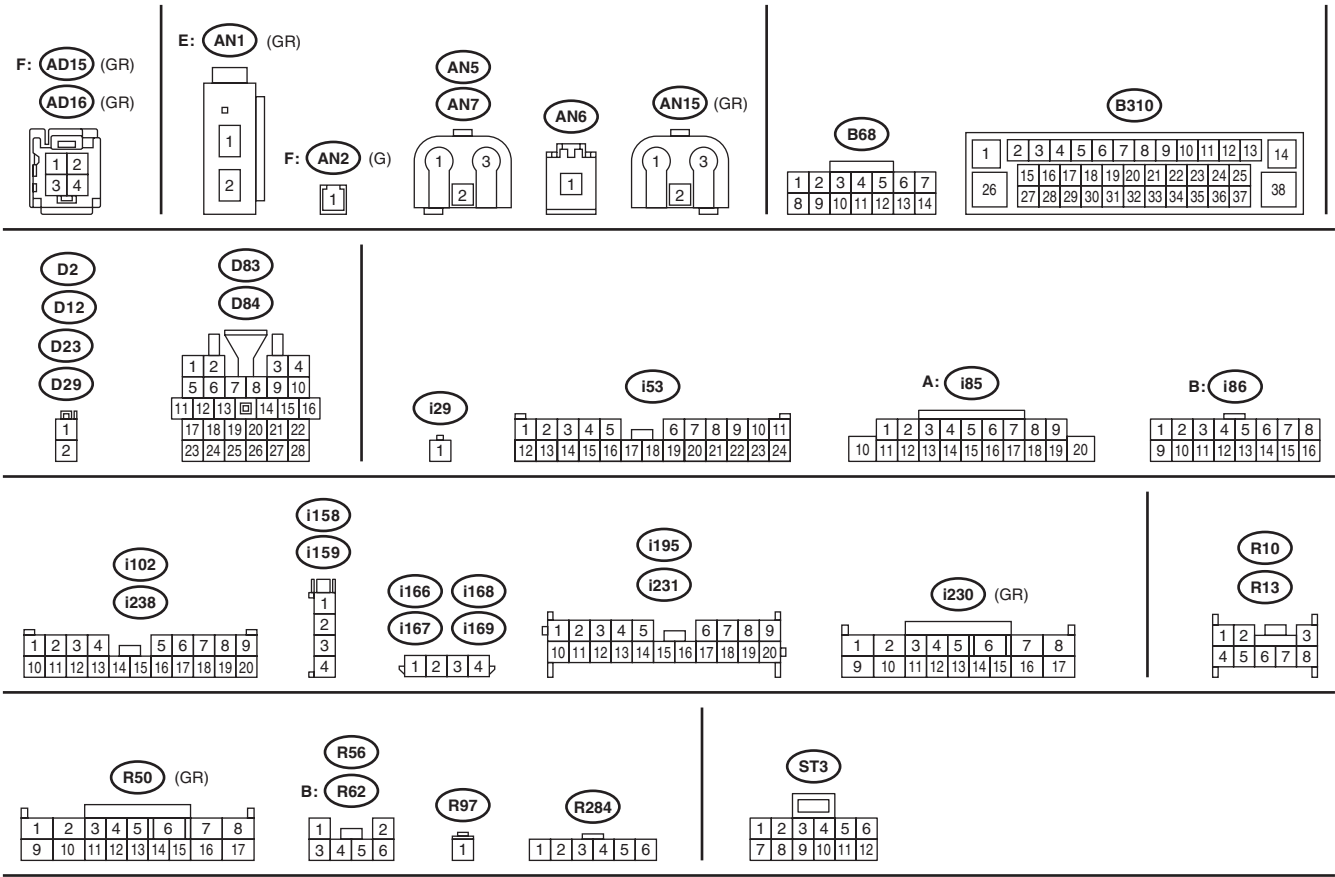 F: AD15 (GR)
AD16 (GR)
1 2
3 4
E: AN1 (GR)
1
2
F: AN2 (G)
1
AN5
AN7
1 3
2
AN6
1
AN15 (GR)
1 3
2
B68
1 2 3 4 5 6 7
8 9 10 11 12 13 14
B310
1 2 3 4 5 6 7 8 9 10 11 12 13 14
15 16 17 18 19 20 21 22 23 24 25
26 27 28 29 30 31 32 33 34 35 36 37 38
D2
D12
D23
D29
1
2
D83
D84
1 2 3 4
5 6 7 8 9 10
11 12 13 14 15 16
17 18 19 20 21 22
23 24 25 26 27 28
i29
1
i53
1 2 3 4 5 6 7 8 9 10 11
12 13 14 15 16 17 18 19 20 21 22 23 24
A: i85
1 2 3 4 5 6 7 8 9
10 11 12 13 14 15 16 17 18 19 20
B: i86
1 2 3 4 5 6 7 8
9 10 11 12 13 14 15 16
i102
i238
1 2 3 4 5 6 7 8 9
10 11 12 13 14 15 16 17 18 19 20
i158
i159
1
2
3
4
i166 i168
i167 i169
1 2 3 4
i195
i231
1 2 3 4 5 6 7 8 9
10 11 12 13 14 15 16 17 18 19 20
i230 (GR)
1 2 3 4 5 6 7 8
9 10 11 12 13 14 15 16 17
R10
R13
1 2 3
4 5 6 7 8
R50 (GR)
1 2 3 4 5 6 7 8
9 10 11 12 13 14 15 16 17
R56
B: R62
1 2
3 4 5 6
R97
1
R284
1 2 3 4 5 6
ST3
1 2 3 4 5 6
7 8 9 10 11 12